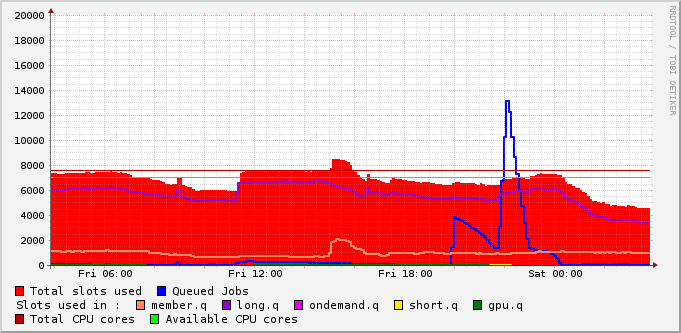 20000
18000
16000
14000
12000
10000
8000
6000
4000
2000
0
Fri 06:00 Fri 12:00 Fri 18:00 Sat 00:00
Total slots used Queued Jobs
Slots used in : member.q long.q ondemand.q short.q gpu.q
Total CPU cores Available CPU cores
RRDTOOL / TOBI OETIKER